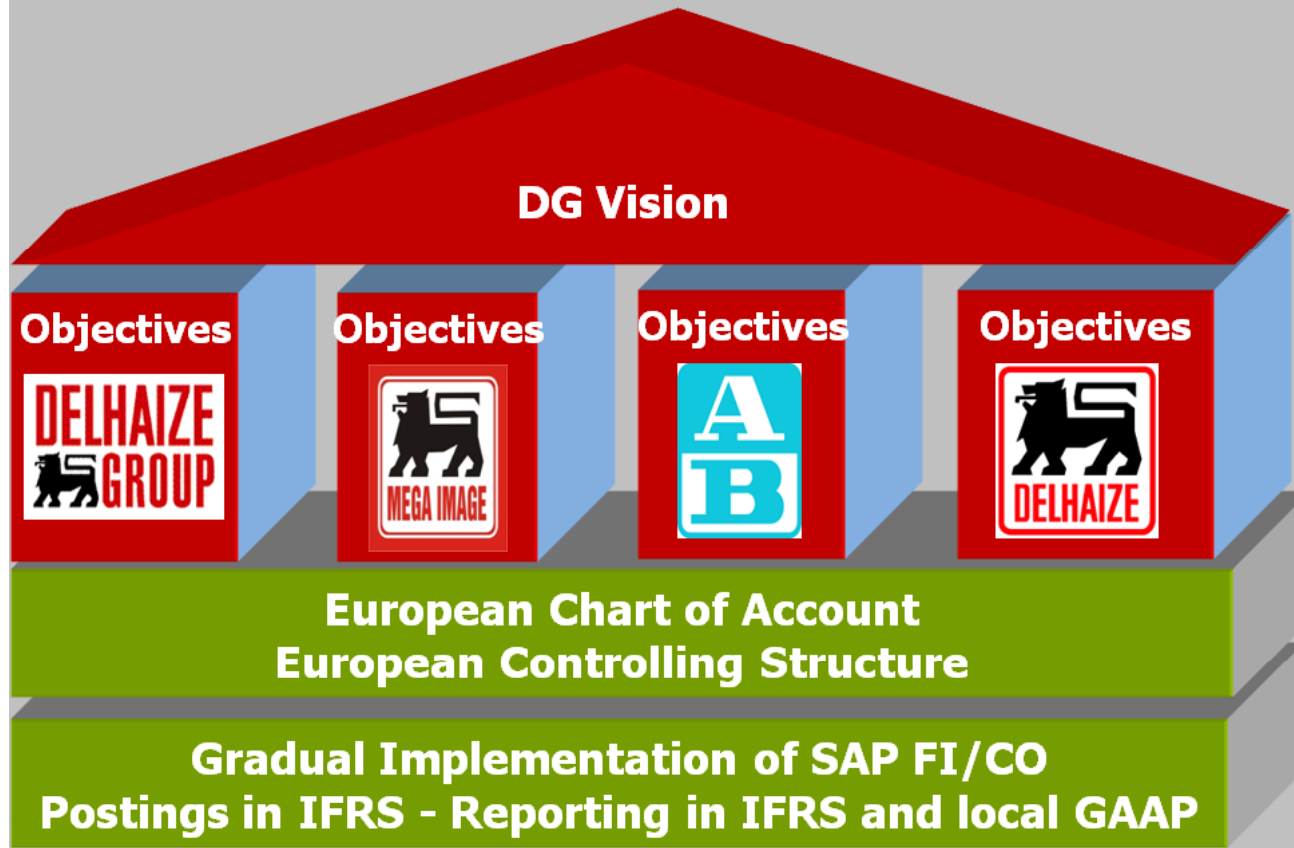 DG Vision
Objectives
DELHAIZE
GROUP
Objectives
MEGA IMAGE
Objectives
A
B
Objectives
DELHAIZE
European Chart of Account
European Controlling Structure
Gradual Implementation of SAP FI/CO
Postings in IFRS - Reporting in IFRS and local GAAP